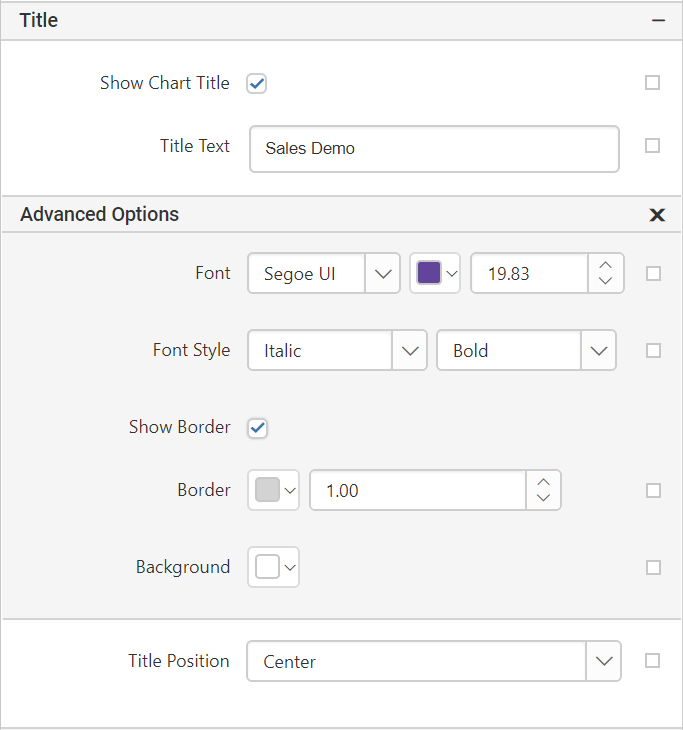 Title
Show Chart Title
Title Text Sales Demo
Advanced Options
Font Segoe UI 19.83
Font Style Italic Bold
Show Border
Border 1.00
Background
Title Position Center